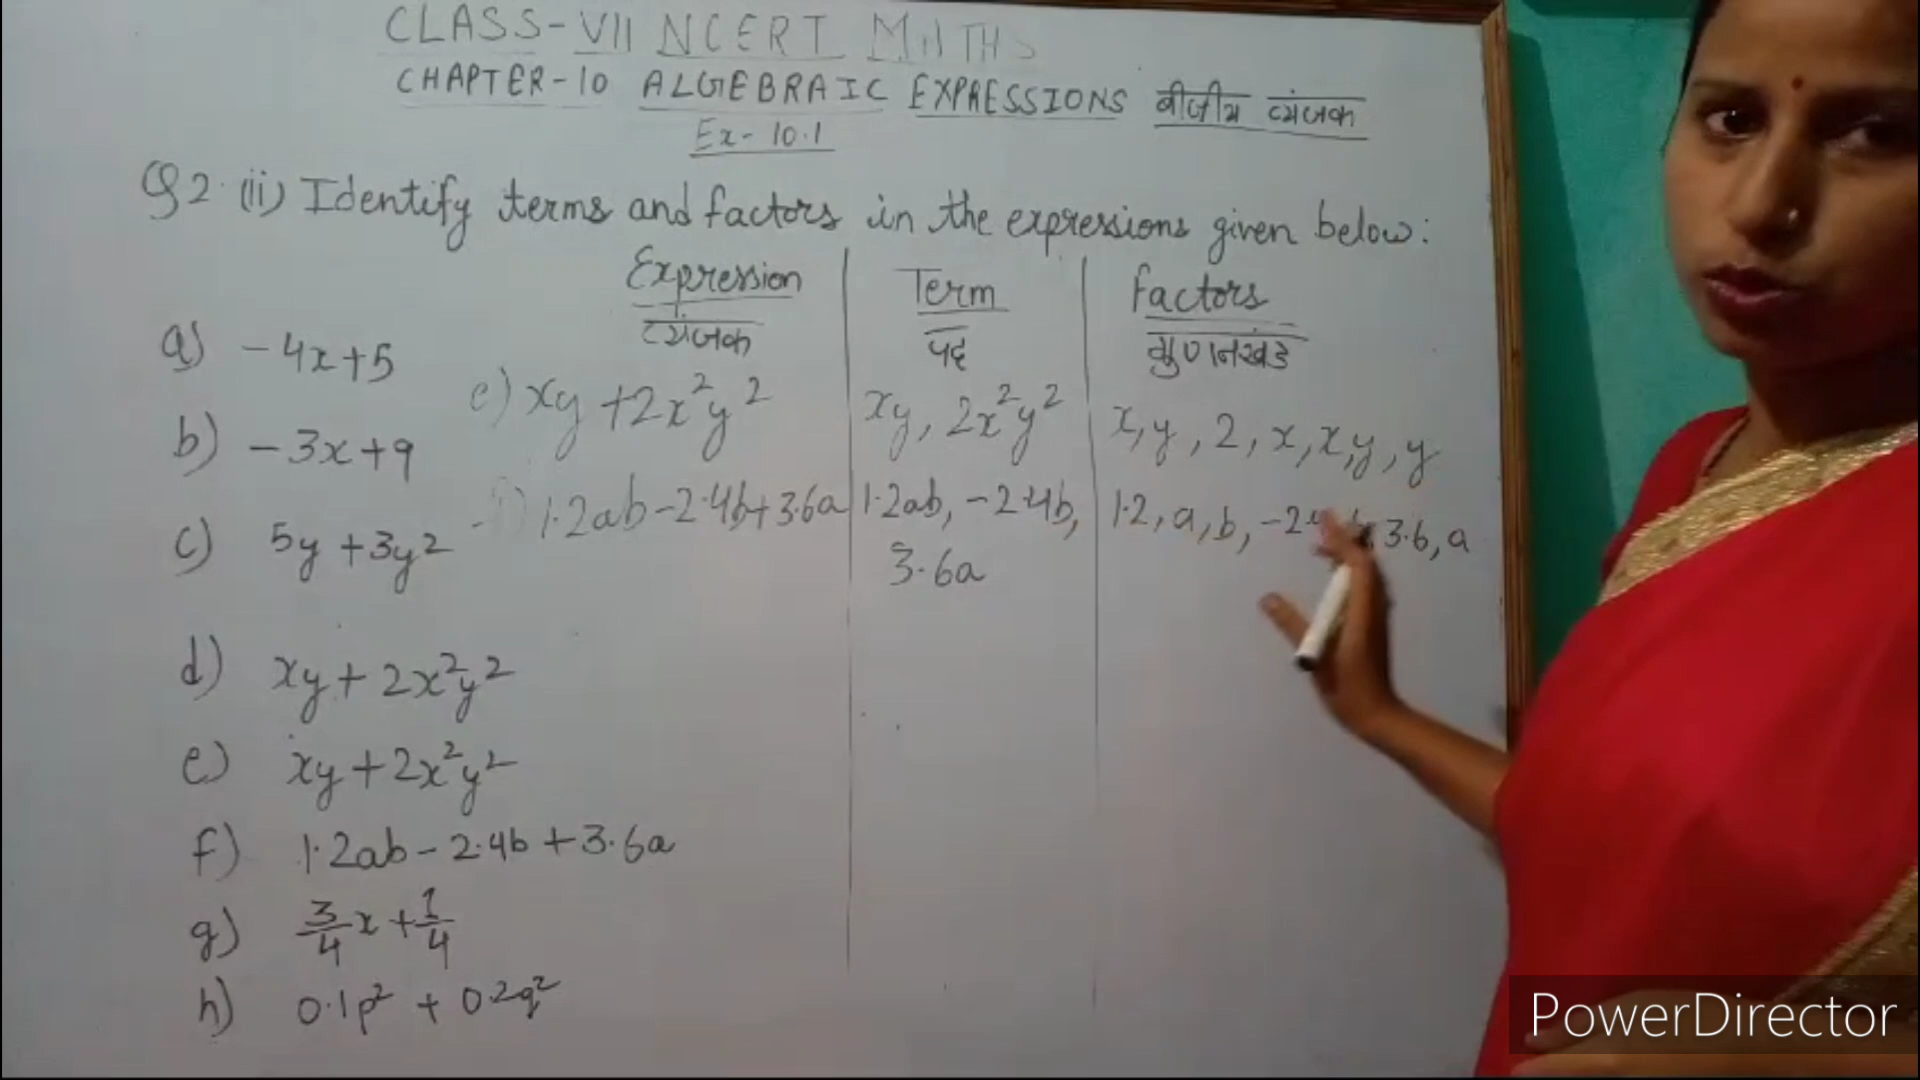 CLASS-VII NCERT MATHS
CHAPTER-10 ALGEBRAIC EXPRESSIONS बीजीय व्यंजक
Ex-10.1
Q2 (ii) Identify terms and factors in the expressions given below:
Expression Term Factors
व्यंजक पद गुणनखंड
a) -4x+5
e) xy+2x²y² xy, 2x²y² x,y,2,x,x,y,y
b) -3x+9
1.2ab-2.4b+3.6a 1.2ab, -2.4b, 1.2,a,b, 3.6,a
3.6a
c) 5y+3y²
d) xy+2x²y²
e) xy+2x²y²
f) 1.2ab-2.4b+3.6a
g) 3/4x+1/4
h) 0.1p²+0.2q²
PowerDirector